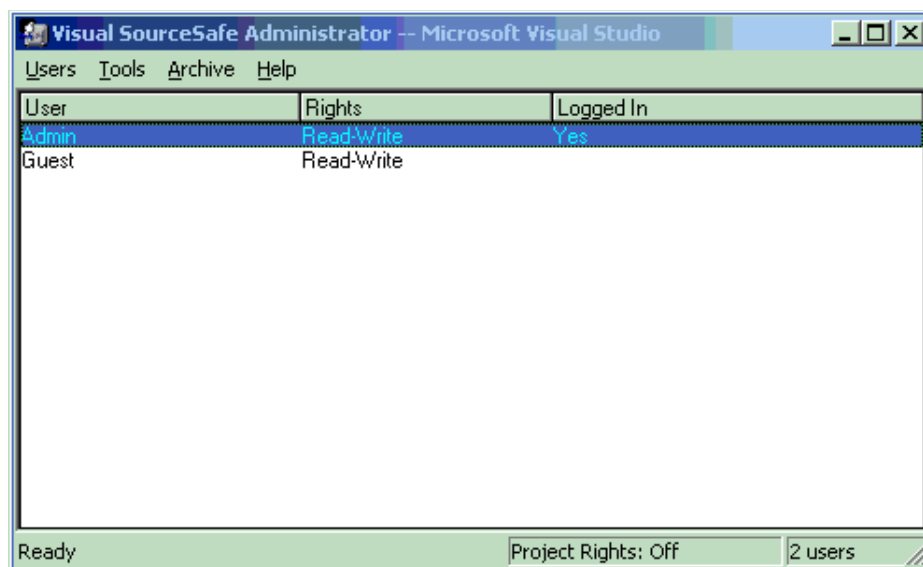 Visual SourceSafe Administrator -- Microsoft Visual Studio
Users Tools Archive Help
User Rights Logged In
Admin Read-Write Yes
Guest Read-Write
Ready Project Rights: Off 2 users